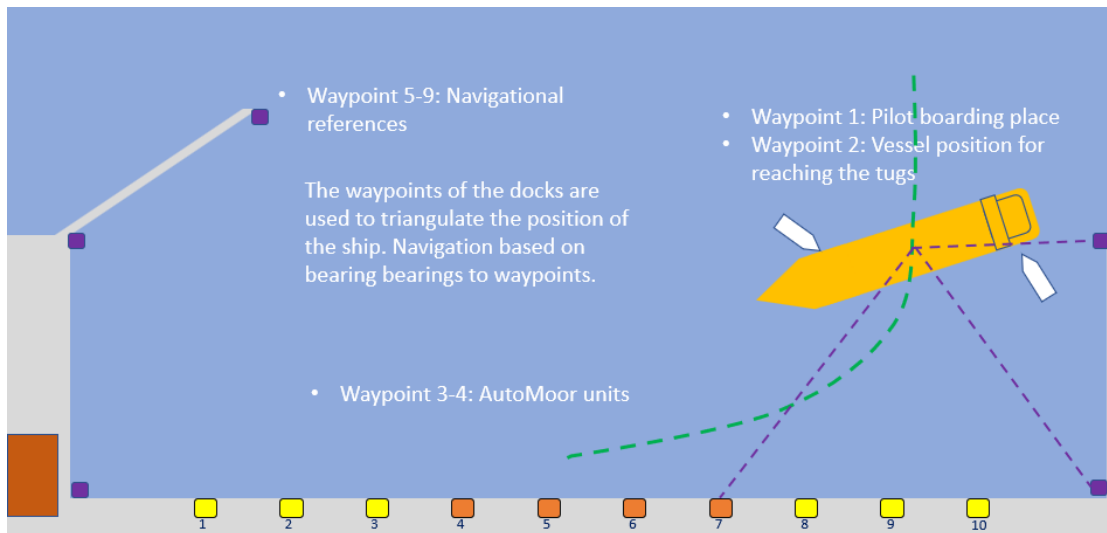 • Waypoint 5-9: Navigational
references
• Waypoint 1: Pilot boarding place
• Waypoint 2: Vessel position for
reaching the tugs
The waypoints of the docks are
used to triangulate the position of
the ship. Navigation based on
bearing bearings to waypoints.
• Waypoint 3-4: AutoMoor units
1 2 3 4 5 6 7 8 9 10